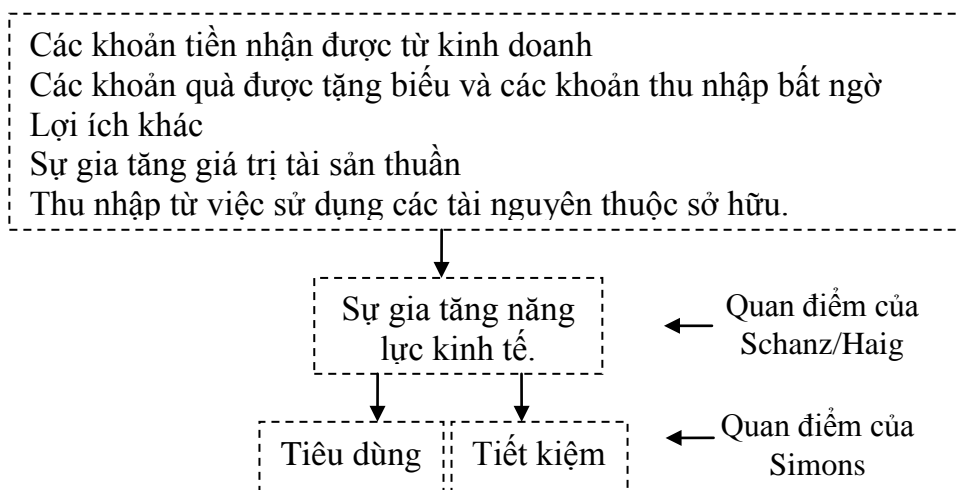 Các khoản tiền nhận được từ kinh doanh
Các khoản quà được tặng biếu và các khoản thu nhập bất ngờ
Lợi ích khác
Sự gia tăng giá trị tài sản thuần
Thu nhập từ việc sử dụng các tài nguyên thuộc sở hữu.
Sự gia tăng năng
lực kinh tế.
Quan điểm của
Schanz/Haig
Tiêu dùng
Tiết kiệm
Quan điểm của
Simons